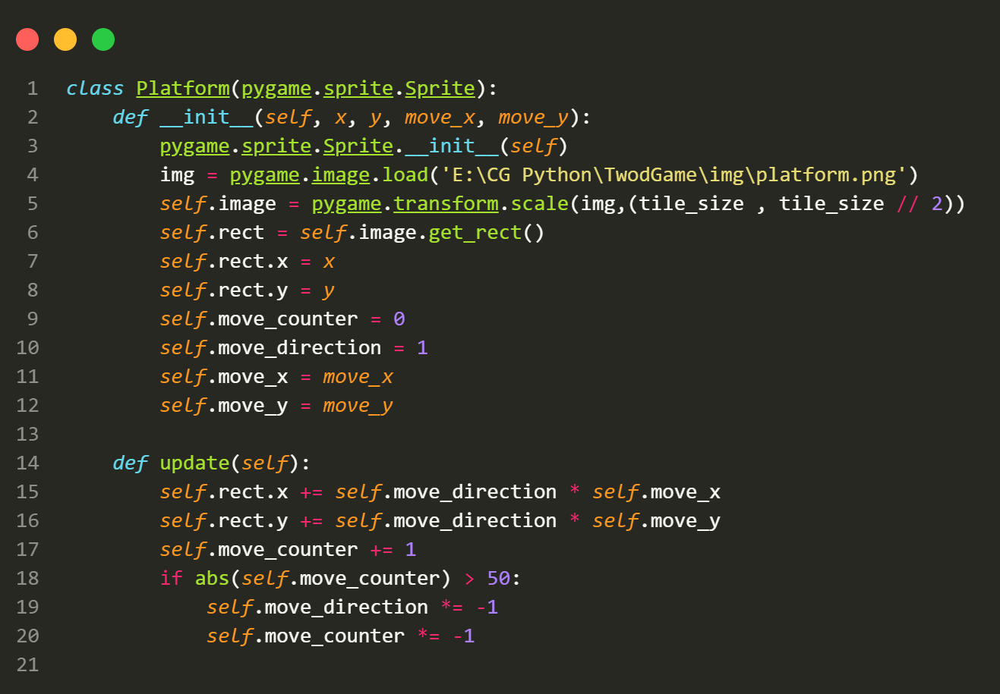 1 class Platform(pygame.sprite.Sprite):
2     def __init__(self, x, y, move_x, move_y):
3         pygame.sprite.Sprite.__init__(self)
4         img = pygame.image.load('E:\CG Python\TwodGame\img\platform.png')
5         self.image = pygame.transform.scale(img,(tile_size , tile_size // 2))
6         self.rect = self.image.get_rect()
7         self.rect.x = x
8         self.rect.y = y
9         self.move_counter = 0
10         self.move_direction = 1
11         self.move_x = move_x
12         self.move_y = move_y
13
14     def update(self):
15         self.rect.x += self.move_direction * self.move_x
16         self.rect.y += self.move_direction * self.move_y
17         self.move_counter += 1
18         if abs(self.move_counter) > 50:
19             self.move_direction *= -1
20             self.move_counter *= -1
21